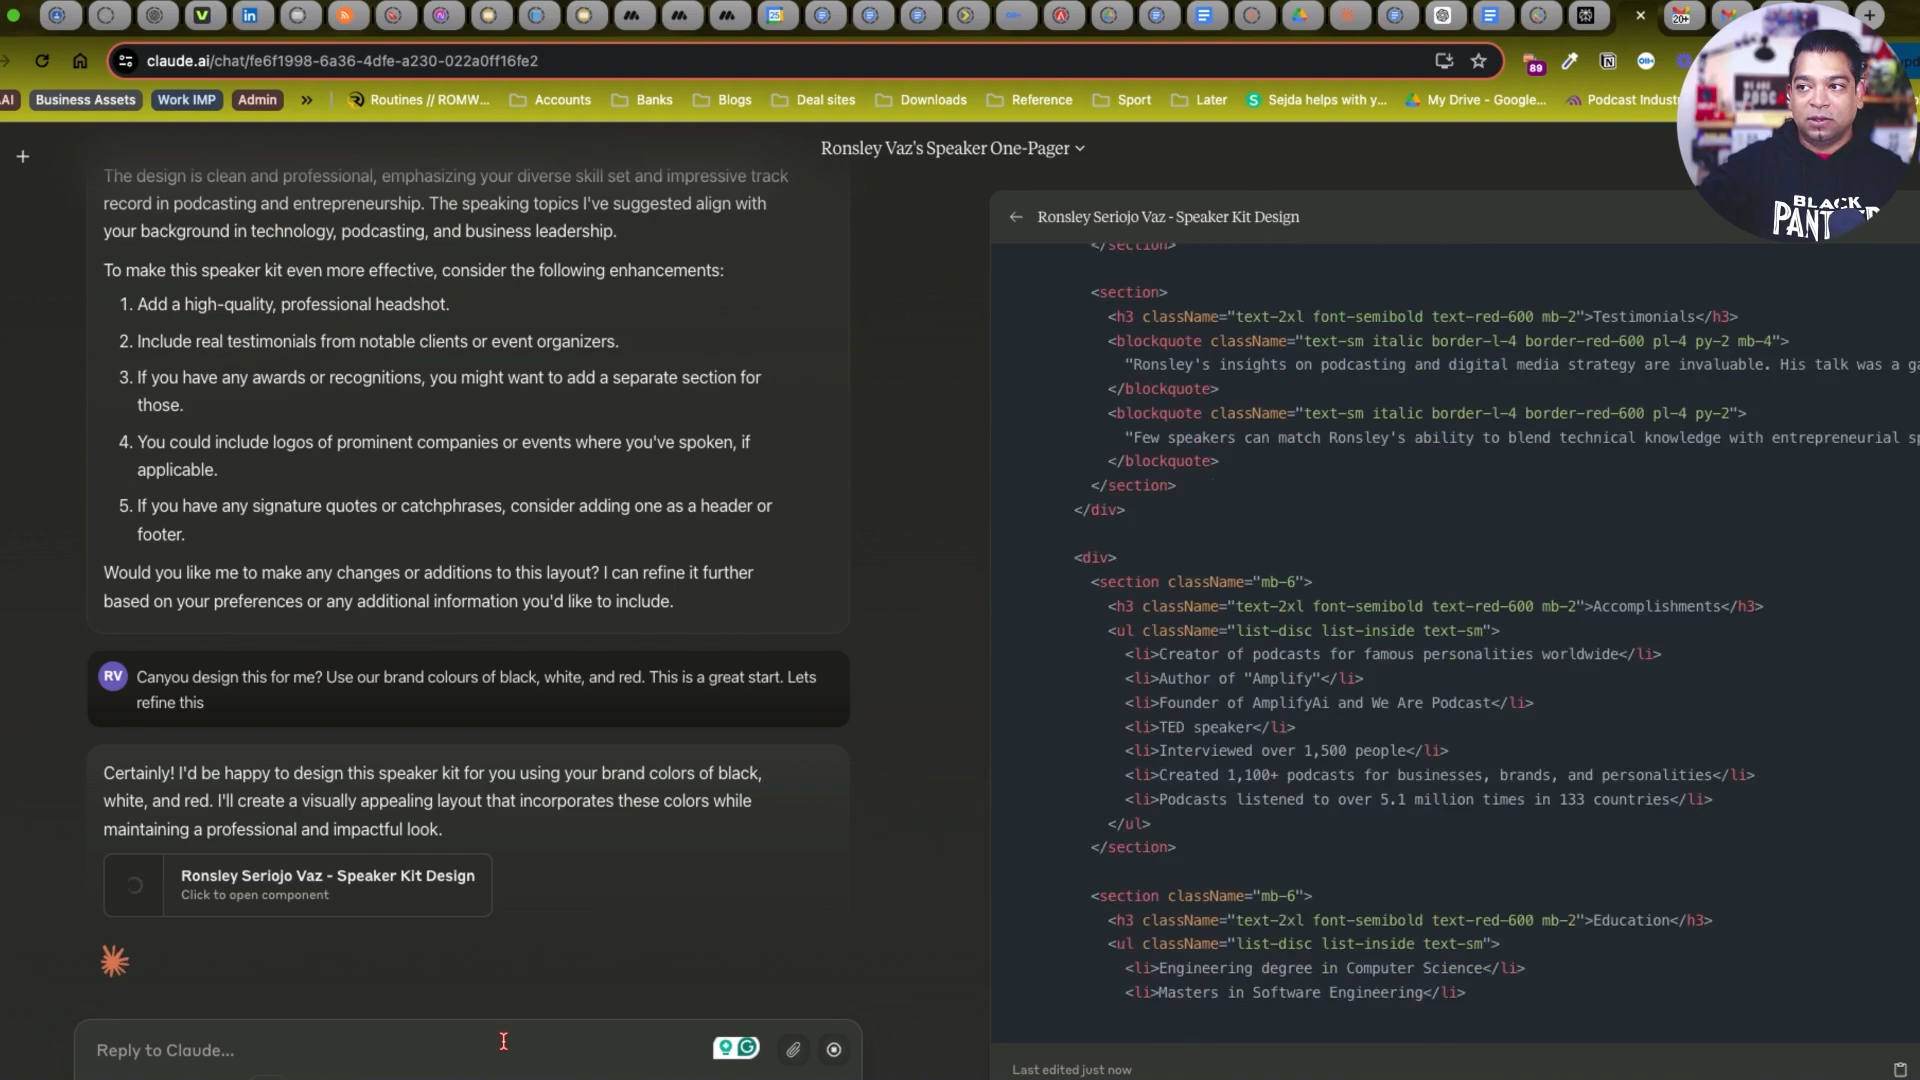 claude.ai/chat/fe6f1998-6a36-4dfe-a230-022a0ff16fe2
89
20+
AI
Business Assets
Work IMP
Admin
Routines // ROMW...
Accounts
Banks
Blogs
Deal sites
Downloads
Reference
Sport
Later
Sejda helps with y...
My Drive - Google...
Podcast Indust
BLACK
Ronsley Vaz's Speaker One-Pager
The design is clean and professional, emphasizing your diverse skill set and impressive track
record in podcasting and entrepreneurship. The speaking topics I've suggested align with
your background in technology, podcasting, and business leadership.
To make this speaker kit even more effective, consider the following enhancements:
1. Add a high-quality, professional headshot.
2. Include real testimonials from notable clients or event organizers.
3. If you have any awards or recognitions, you might want to add a separate section for
those.
4. You could include logos of prominent companies or events where you've spoken, if
applicable.
5. If you have any signature quotes or catchphrases, consider adding one as a header or
footer.
Would you like me to make any changes or additions to this layout? I can refine it further
based on your preferences or any additional information you'd like to include.
RV
Canyou design this for me? Use our brand colours of black, white, and red. This is a great start. Lets
refine this
Certainly! I'd be happy to design this speaker kit for you using your brand colors of black,
white, and red. I'll create a visually appealing layout that incorporates these colors while
maintaining a professional and impactful look.
Ronsley Seriojo Vaz - Speaker Kit Design
Click to open component
Reply to Claude...
Ronsley Seriojo Vaz - Speaker Kit Design
</section>
<section>
<h3 className="text-2xl font-semibold text-red-600 mb-2">Testimonials</h3>
<blockquote className="text-sm italic border-l-4 border-red-600 pl-4 py-2 mb-4">
"Ronsley's insights on podcasting and digital media strategy are invaluable. His talk was a ga
</blockquote>
<blockquote className="text-sm italic border-l-4 border-red-600 pl-4 py-2">
"Few speakers can match Ronsley's ability to blend technical knowledge with entrepreneurial sp
</blockquote>
</section>
</div>
<div>
<section className="mb-6">
<h3 className="text-2xl font-semibold text-red-600 mb-2">Accomplishments</h3>
<ul className="list-disc list-inside text-sm">
<li>Creator of podcasts for famous personalities worldwide</li>
<li>Author of "Amplify"</li>
<li>Founder of AmplifyAi and We Are Podcast</li>
<li>TED speaker</li>
<li>Interviewed over 1,500 people</li>
<li>Created 1,100+ podcasts for businesses, brands, and personalities</li>
<li>Podcasts listened to over 5.1 million times in 133 countries</li>
</ul>
</section>
<section className="mb-6">
<h3 className="text-2xl font-semibold text-red-600 mb-2">Education</h3>
<ul className="list-disc list-inside text-sm">
<li>Engineering degree in Computer Science</li>
<li>Masters in Software Engineering</li>
Last edited just now